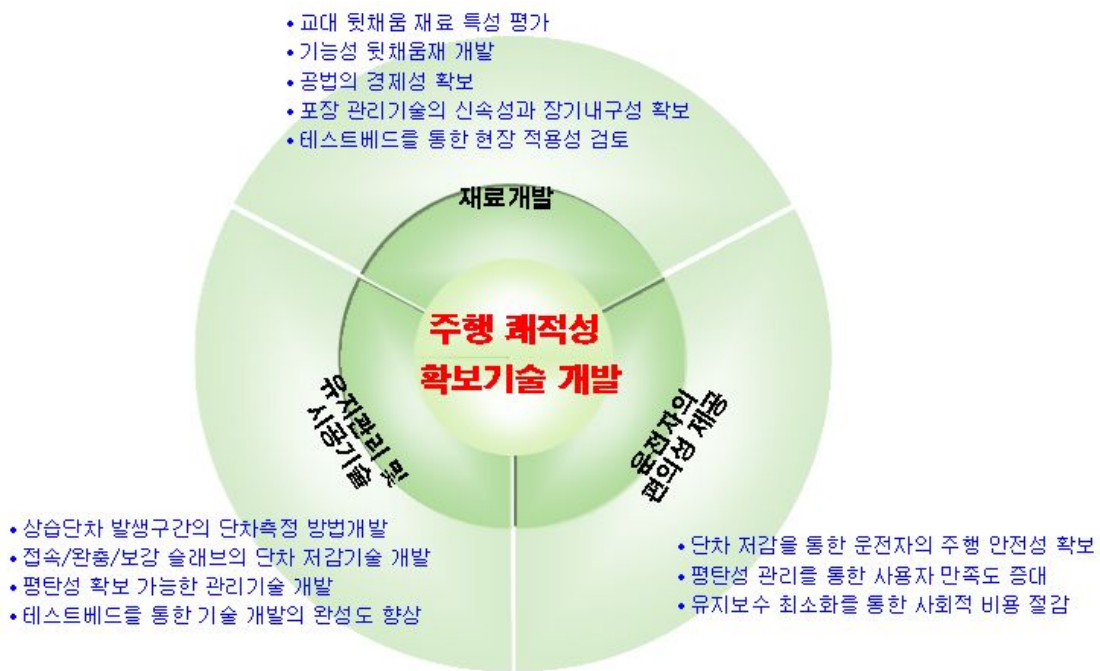 • 교대 뒷채움 재료 특성 평가
• 기능성 뒷채움재 개발
• 공법의 경제성 확보
• 포장 관리기술의 신속성과 장기내구성 확보
• 테스트베드을 통한 현장 적용성 검토
재료개발
주행 쾌적성
확보기술 개발
유지관리 및
시공기술
운전자의
편의성 제공
• 상습단차 발생구간의 단차측정 방법개발
• 접속/완충/보강 슬래브의 단차 저감기술 개발
• 평탄성 확보 가능한 관리기술 개발
• 테스트베드을 통한 기술 개발의 완성도 향상
• 단차 저감을 통한 운전자의 주행 안전성 확보
• 평탄성 관리를 통한 사용자 만족도 증대
• 유지보수 최소화를 통한 사회적 비용 절감